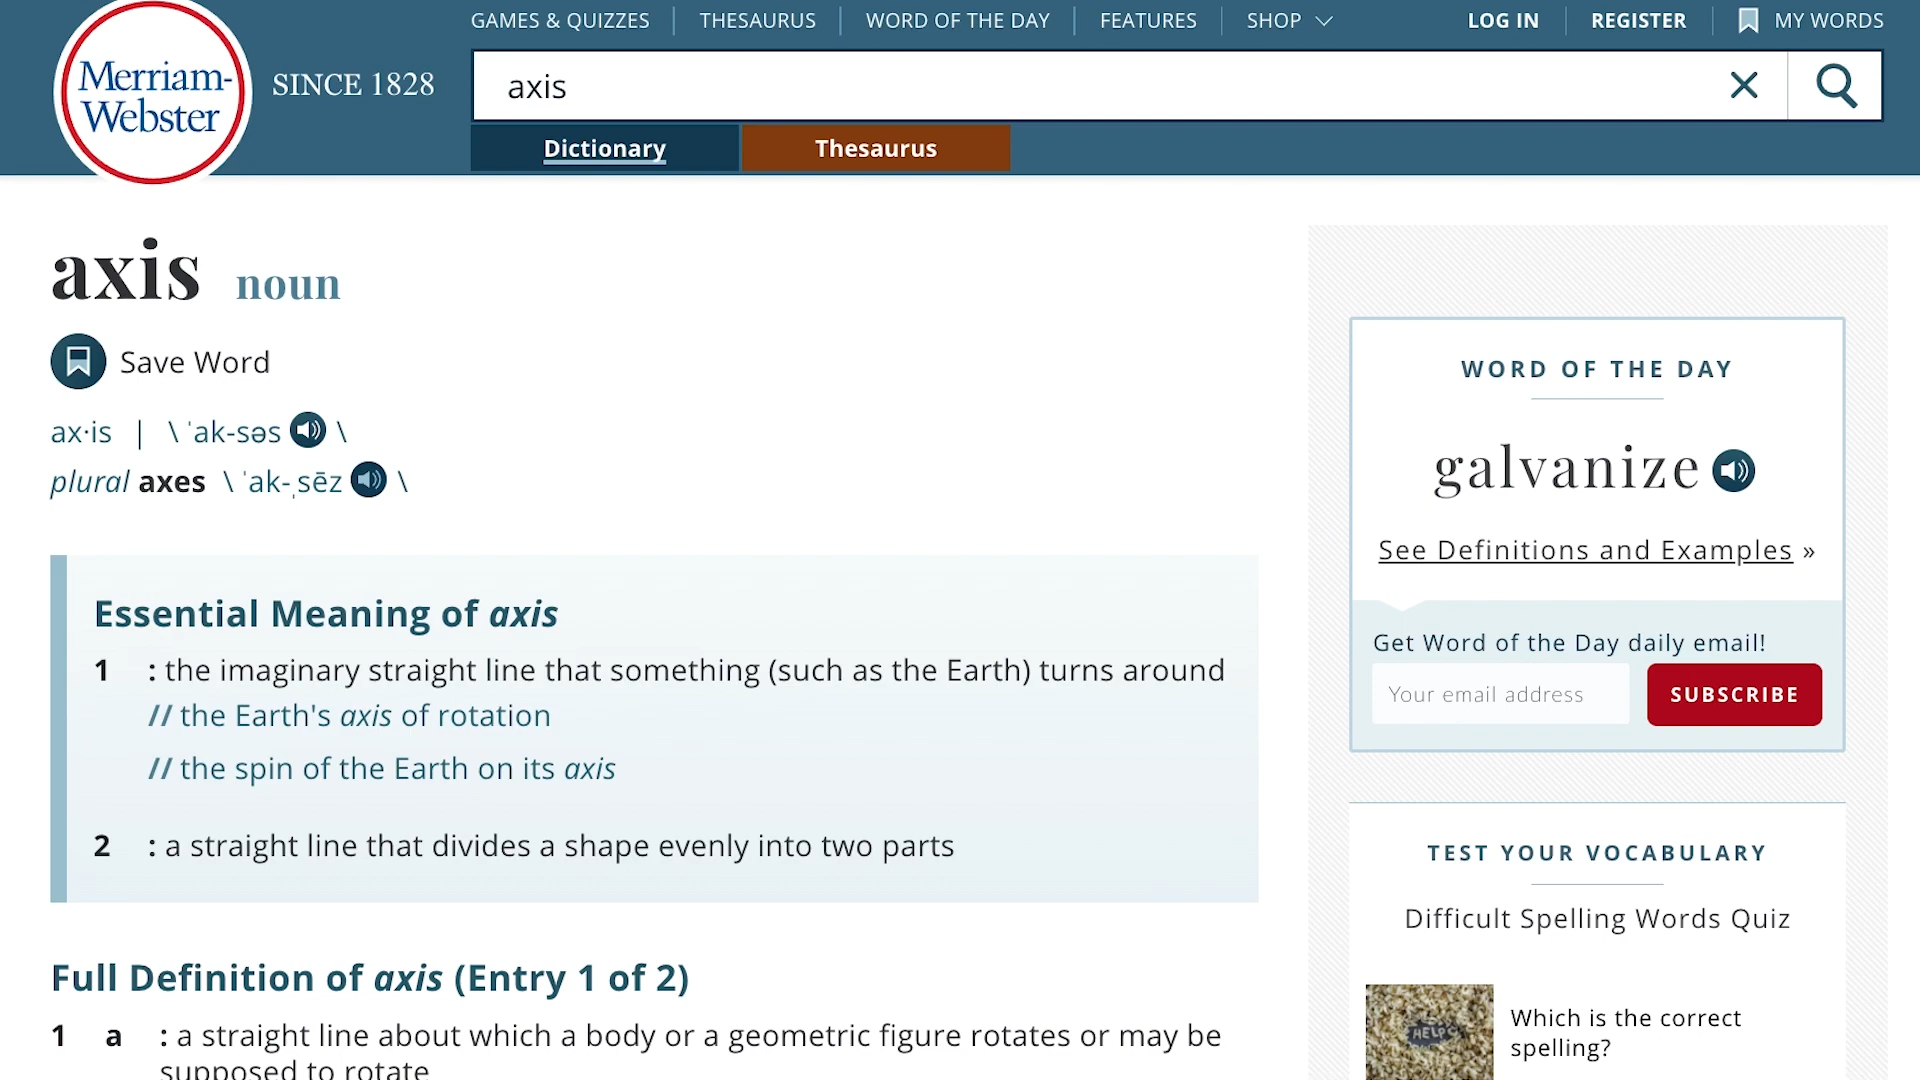 GAMES & QUIZZES THESAURUS WORD OF THE DAY FEATURES SHOP LOG IN REGISTER MY WORDS
Merriam-
Webster
SINCE 1828
axis
Dictionary Thesaurus
axis noun
Save Word
ax·is | \ ˈak-səs \
plural axes \ ˈak-ˌsēz \
Essential Meaning of axis
1 : the imaginary straight line that something (such as the Earth) turns around
// the Earth's axis of rotation
// the spin of the Earth on its axis
2 : a straight line that divides a shape evenly into two parts
Full Definition of axis (Entry 1 of 2)
1 a : a straight line about which a body or a geometric figure rotates or may be
supposed to rotate
WORD OF THE DAY
galvanize
See Definitions and Examples »
Get Word of the Day daily email!
Your email address SUBSCRIBE
TEST YOUR VOCABULARY
Difficult Spelling Words Quiz
HELP
Which is the correct
spelling?